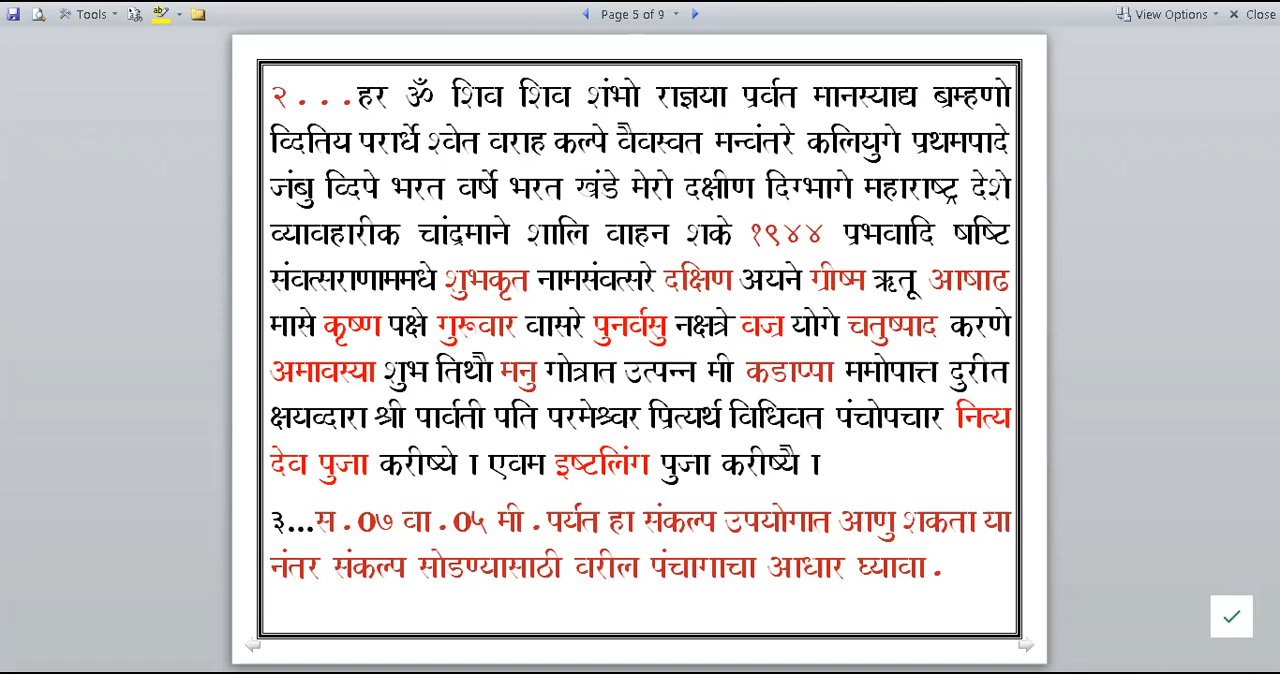 Tools
Page 5 of 9
View Options
Close
२...हर ॐ शिव शिव शंभो राज्ञया प्रर्वत मानस्याद्य ब्रम्हणो
व्दितिय परार्धे श्वेत वराह कल्पे वैवस्वत मन्वंतरे कलियुगे प्रथमपादे
जंबु व्दिपे भरत वर्षे भरत खंडे मेरो दक्षीण दिग्भागे महाराष्ट्र देशे
व्यावहारीक चांद्रमाने शालि वाहन शके १९४४ प्रभवादि षष्टि
संवत्सराणाममधे शुभकृत नामसंवत्सरे दक्षिण अयने ग्रीष्म ऋतू आषाढ
मासे कृष्ण पक्षे गुरूवार वासरे पुनर्वसु नक्षत्रे वज्र योगे चतुष्पाद करणे
अमावस्या शुभ तिथौ मनु गोत्रात उत्पन्न मी कडाप्पा ममोपात्त दुरीत
क्षयव्दारा श्री पार्वती पति परमेश्वर प्रित्यर्थ विधिवत पंचोपचार नित्य
देव पुजा करीष्ये । एवम इष्टलिंग पुजा करीष्यै ।
३...स.०७ वा.०५ मी.पर्यंत हा संकल्प उपयोगात आणु शकता या
नंतर संकल्प सोडण्यासाठी वरील पंचागाचा आधार घ्यावा.